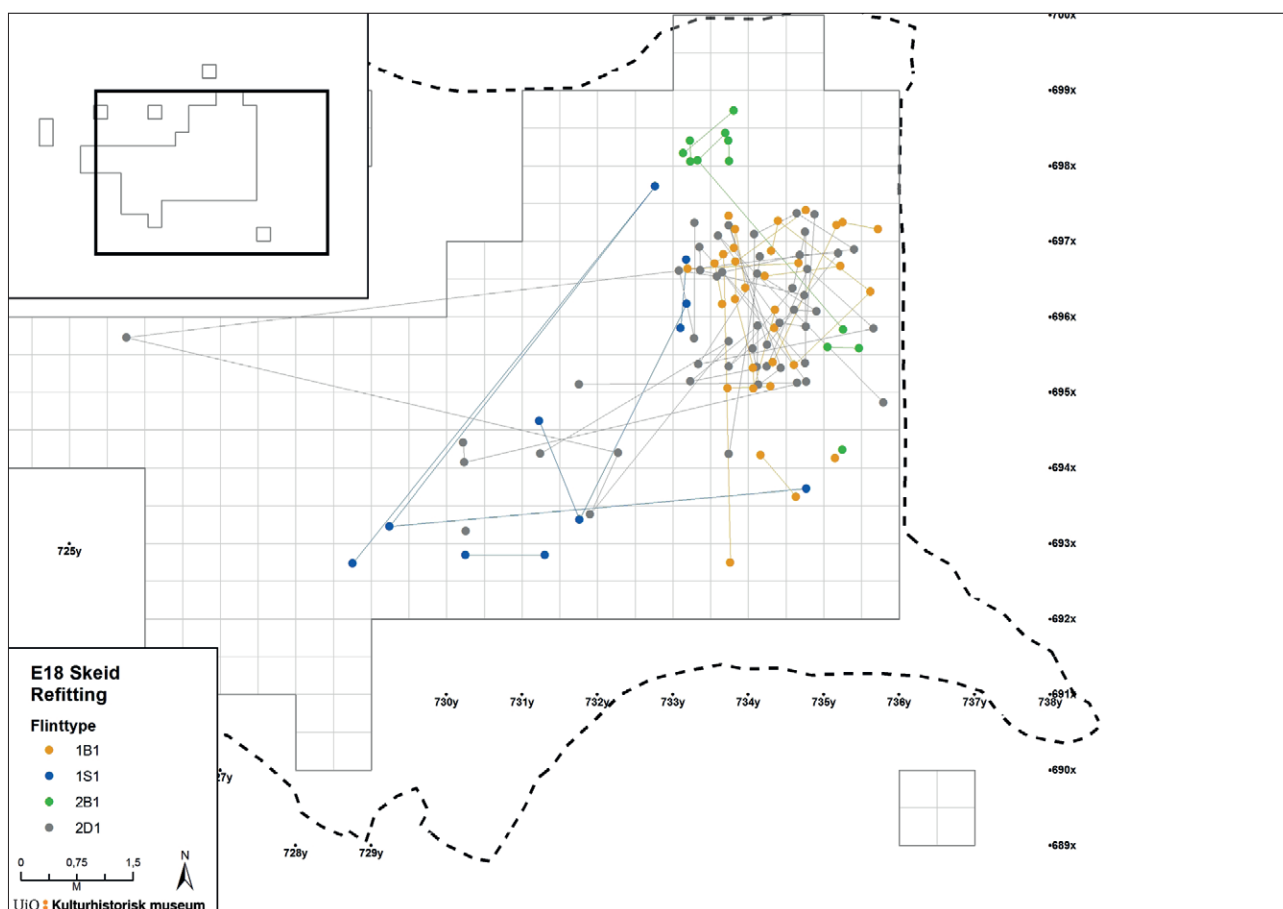 700x
699x
698x
697x
696x
695x
694x
725y
693x
692x
E18 Skeid
Refitting
730y 731y 732y 733y 734y 735y 736y 737y 738y
691x
Flinttype
1B1
1S1
27y
690x
2B1
2D1
728y 729y
689x
0 0,75 1,5
M
N
UiO Kulturhistorisk museum